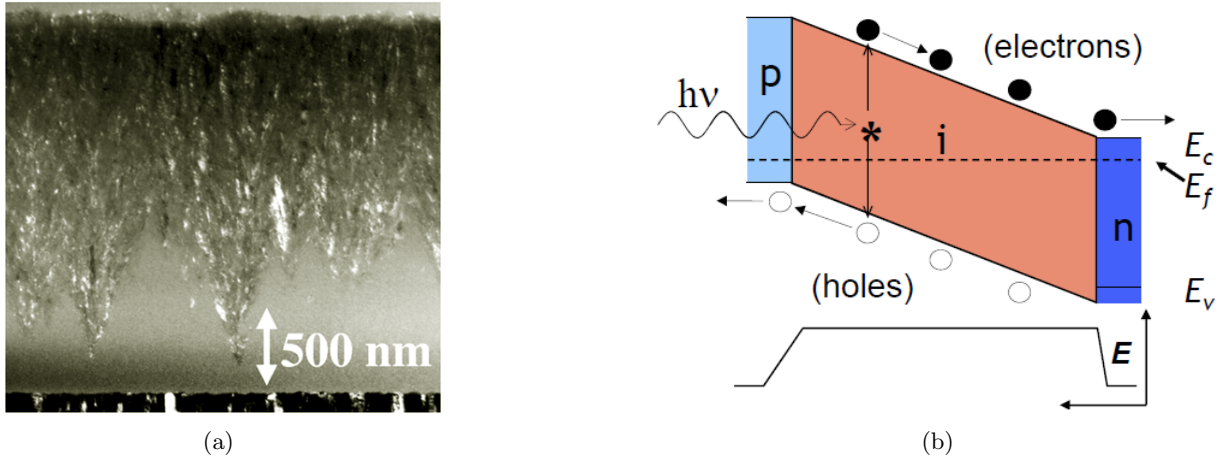 500 nm
(a)
(electrons)
p
hν
*
i
E_c
E_f
n
(holes)
E_v
E
(b)